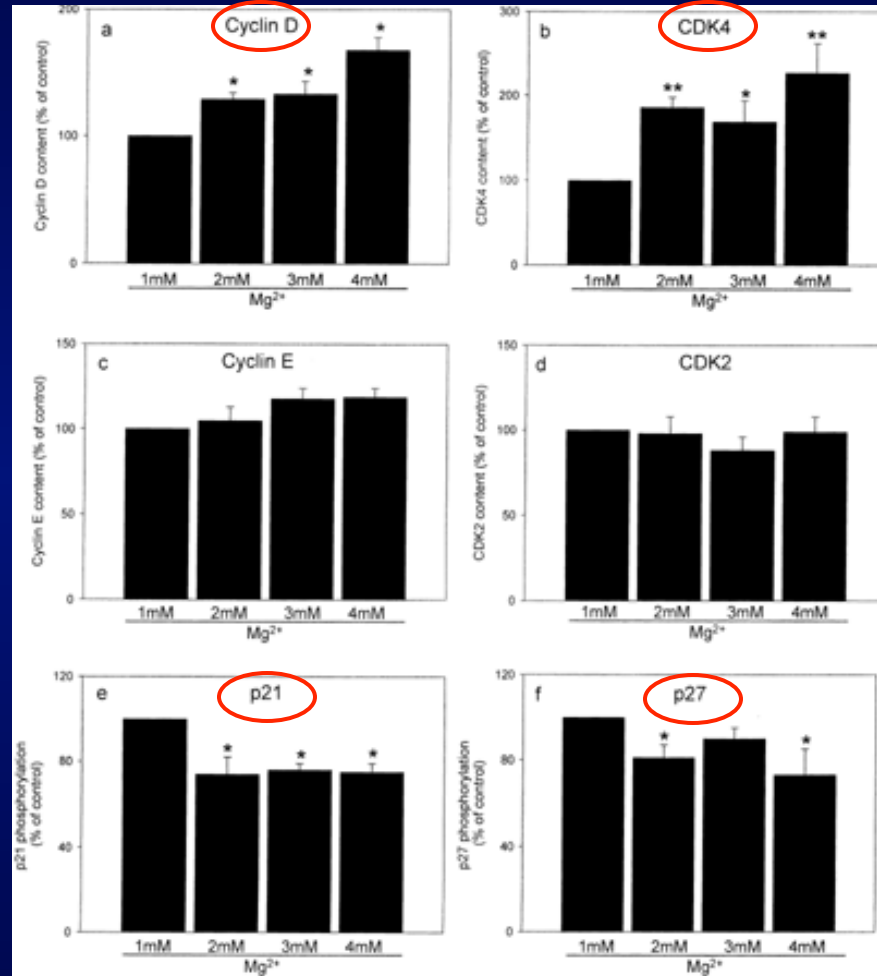 a
Cyclin D
Cyclin D content (% of control)
200
100
0
* * *
1mM 2mM 3mM 4mM
Mg²⁺
b
CDK4
CDK4 content (% of control)
300
200
100
0
** * **
1mM 2mM 3mM 4mM
Mg²⁺
c
Cyclin E
Cyclin E content (% of control)
150
100
50
0
1mM 2mM 3mM 4mM
Mg²⁺
d
CDK2
CDK2 content (% of control)
150
100
50
0
1mM 2mM 3mM 4mM
Mg²⁺
e
p21
p21 phosphorylation
(% of control)
120
80
40
0
* * *
1mM 2mM 3mM 4mM
Mg²⁺
f
p27
p27 phosphorylation
(% of control)
120
80
40
0
* *
1mM 2mM 3mM 4mM
Mg²⁺